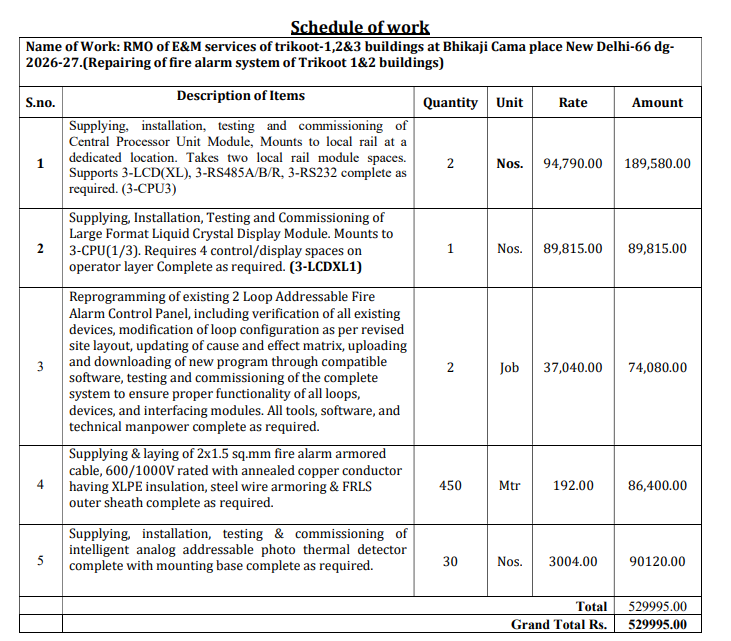 Schedule of work
Name of Work: RMO of E&M services of trikoot-1,2&3 buildings at Bhikaji Cama place New Delhi-66 dg-
2026-27.(Repairing of fire alarm system of Trikoot 1&2 buildings)
S.no. Description of Items Quantity Unit Rate Amount
Supplying, installation, testing and commissioning of
Central Processor Unit Module, Mounts to local rail at a
dedicated location. Takes two local rail module spaces.
Supports 3-LCD(XL), 3-RS485A/B/R, 3-RS232 complete as
required. (3-CPU3)
1 2 Nos. 94,790.00 189,580.00
Supplying, Installation, Testing and Commissioning of
Large Format Liquid Crystal Display Module. Mounts to
3-CPU(1/3). Requires 4 control/display spaces on
operator layer Complete as required. (3-LCDXL1)
2 1 Nos. 89,815.00 89,815.00
Reprogramming of existing 2 Loop Addressable Fire
Alarm Control Panel, including verification of all existing
devices, modification of loop configuration as per revised
site layout, updating of cause and effect matrix, uploading
and downloading of new program through compatible
software, testing and commissioning of the complete
system to ensure proper functionality of all loops,
devices, and interfacing modules. All tools, software, and
technical manpower complete as required.
3 2 Job 37,040.00 74,080.00
Supplying & laying of 2x1.5 sq.mm fire alarm armored
cable, 600/1000V rated with annealed copper conductor
having XLPE insulation, steel wire armoring & FRLS
outer sheath complete as required.
4 450 Mtr 192.00 86,400.00
Supplying, installation, testing & commissioning of
intelligent analog addressable photo thermal detector
complete with mounting base complete as required.
5 30 Nos. 3004.00 90120.00
Total 529995.00
Grand Total Rs. 529995.00